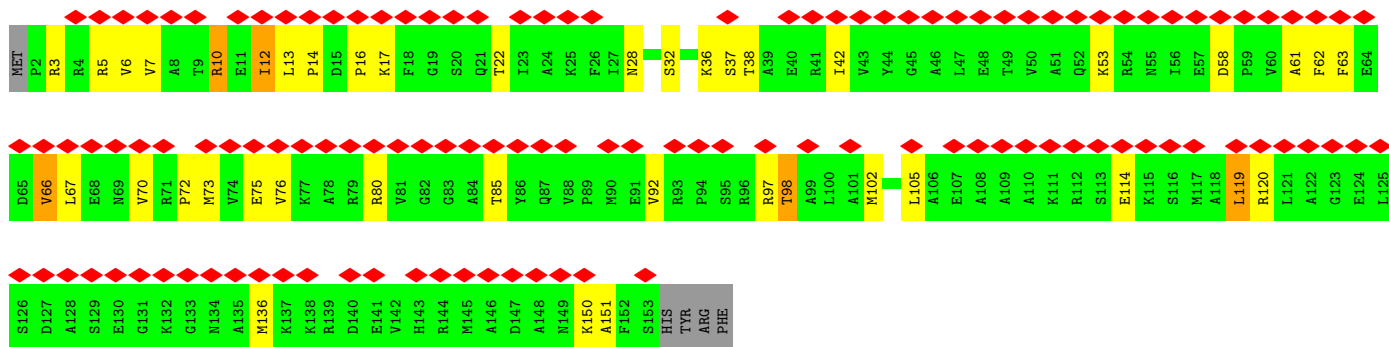 MET P2 R3 R4 R5 V6 V7 A8 T9 R10 E11 I12 L13 P14 D15 P16 K17 F18 G19 S20 Q21 T22 I23 A24 K25 F26 I27 N28 S32 K36 S37 T38 A39 E40 R41 I42 V43 Y44 G45 A46 L47 E48 T49 V50 A51 Q52 K53 R54 N55 I56 E57 D58 P59 V60 A61 F62 F63 E64
D65 V66 L67 E68 N69 V70 R71 P72 M73 V74 E75 V76 K77 A78 R79 R80 V81 G82 G83 A84 T85 Y86 Q87 V88 P89 M90 E91 V92 R93 P94 S95 R96 R97 T98 A99 L100 A101 M102 L105 A106 E107 A108 A109 A110 K111 R112 S113 E114 K115 S116 M117 A118 L119 R120 L121 A122 G123 E124 L125
S126 D127 A128 S129 E130 G131 K132 G133 N134 A135 M136 K137 K138 R139 D140 E141 V142 H143 R144 M145 A146 D147 A148 N149 K150 A151 F152 S153 HIS TYR ARG PHE